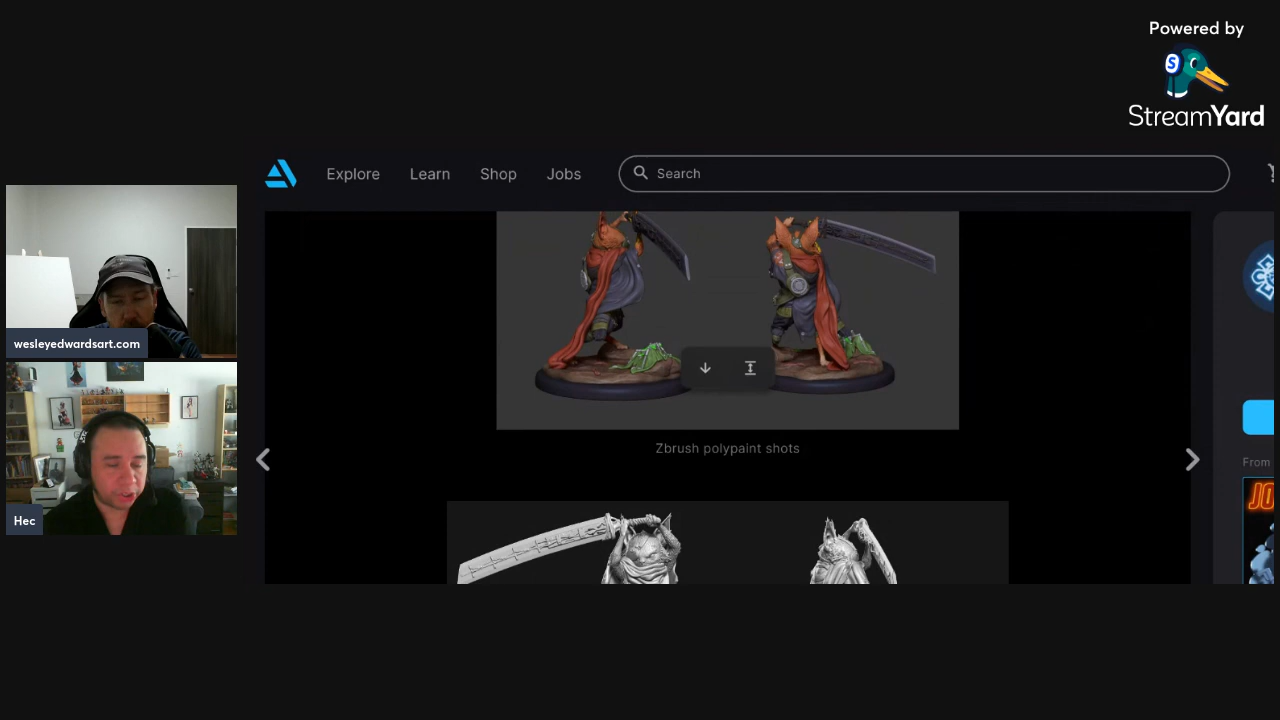 Powered by
StreamYard
Explore
Learn
Shop
Jobs
Search
wesleyedwardsart.com
Hec
Zbrush polypaint shots
From